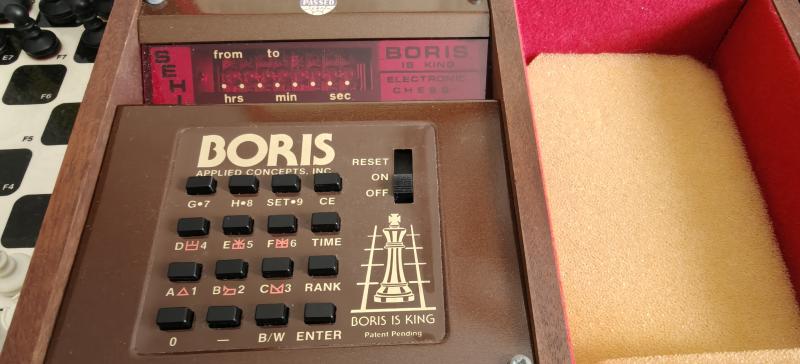 PASSED
SEHI
from to
BORIS
IS KING
ELECTRONIC
CHESS
hrs min sec
BORIS
APPLIED CONCEPTS, INC.
RESET
ON
OFF
G•7 H•8 SET•9 CE
D 4 E 5 F 6 TIME
A 1 B 2 C 3 RANK
0 — B/W ENTER
BORIS IS KING
Patent Pending
E7
F7
F6
F5
F4